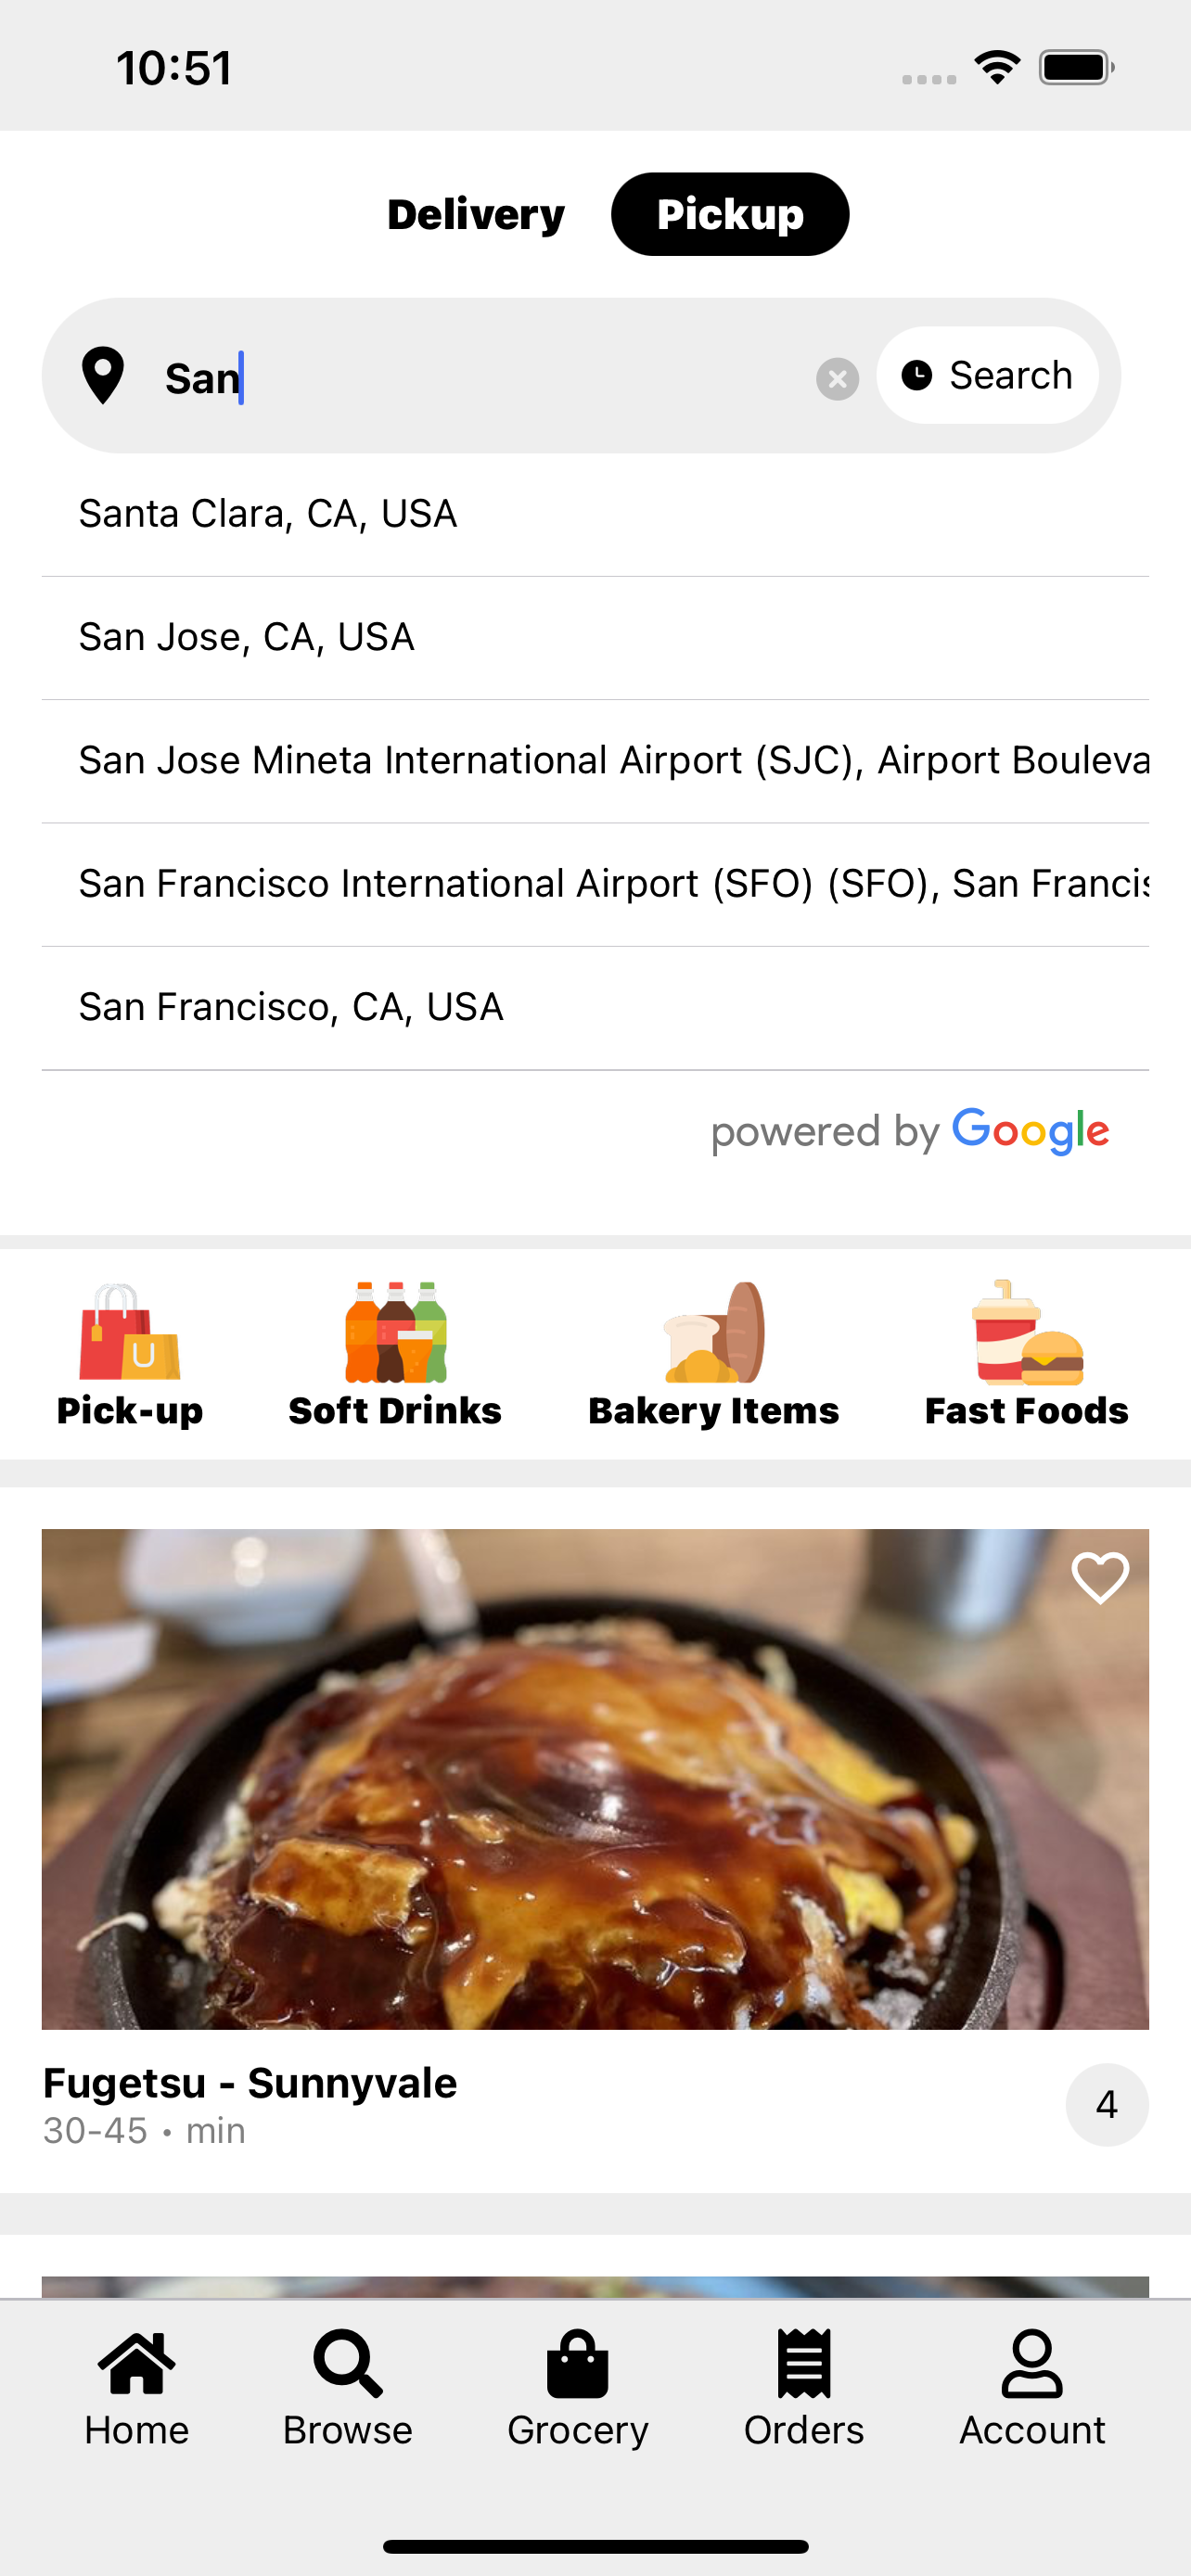 10:51
Delivery Pickup
San Search
Santa Clara, CA, USA
San Jose, CA, USA
San Jose Mineta International Airport (SJC), Airport Bouleva
San Francisco International Airport (SFO) (SFO), San Francis
San Francisco, CA, USA
powered by Google
Pick-up Soft Drinks Bakery Items Fast Foods
Fugetsu - Sunnyvale
30-45 • min
4
Home Browse Grocery Orders Account